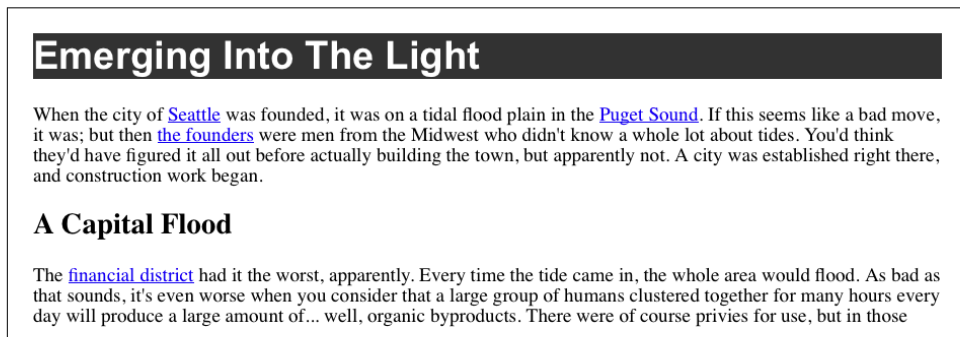 Emerging Into The Light
When the city of Seattle was founded, it was on a tidal flood plain in the Puget Sound. If this seems like a bad move,
it was; but then the founders were men from the Midwest who didn't know a whole lot about tides. You'd think
they'd have figured it all out before actually building the town, but apparently not. A city was established right there,
and construction work began.
A Capital Flood
The financial district had it the worst, apparently. Every time the tide came in, the whole area would flood. As bad as
that sounds, it's even worse when you consider that a large group of humans clustered together for many hours every
day will produce a large amount of... well, organic byproducts. There were of course privies for use, but in those